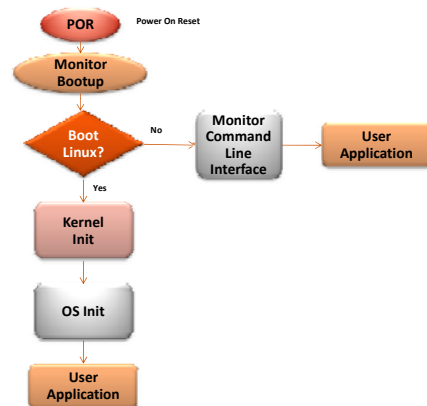 POR
Power On Reset
Monitor
Bootup
Boot
Linux?
No
Monitor
Command
Line
Interface
User
Application
Yes
Kernel
Init
OS Init
User
Application